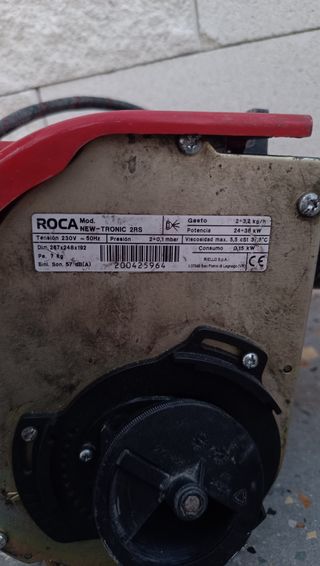 ROCA Mod. NEW-TRONIC 2RS
Gasto 2÷3,2 kg/h
Potencia 24÷38 kW
Tensión 230V ~ 50Hz Presión 2÷0,1 mbar Viscosidad max. 5,5 cSt
Dim. 287x248x192 Consumo 0,15 kW
Pe. 7 kg
Emi. Son. 57 dB(A) 200425964 RIELLO S.p.A. CE